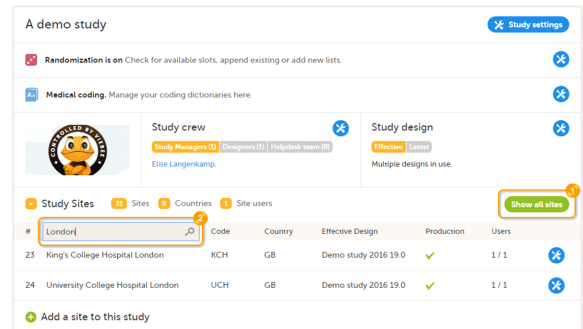 A demo study
Study settings
Randomization is on Check for available slots, append existing or add new lists.
Aa
Medical coding. Manage your coding dictionaries here.
CONTROLLED BY VIEBEE
Study crew
Study Managers (1) Designers (1) Helpdesk team (0)
Elise Langenkamp.
Study design
Effective Latest
Multiple designs in use.
Study Sites 31 Sites 9 Countries 1 Site users
Show all sites
1
2
# London Code Country Effective Design Production Users
23 King's College Hospital London KCH GB Demo study 2016 19.0 1 / 1
24 University College Hospital London UCH GB Demo study 2016 19.0 1 / 1
Add a site to this study